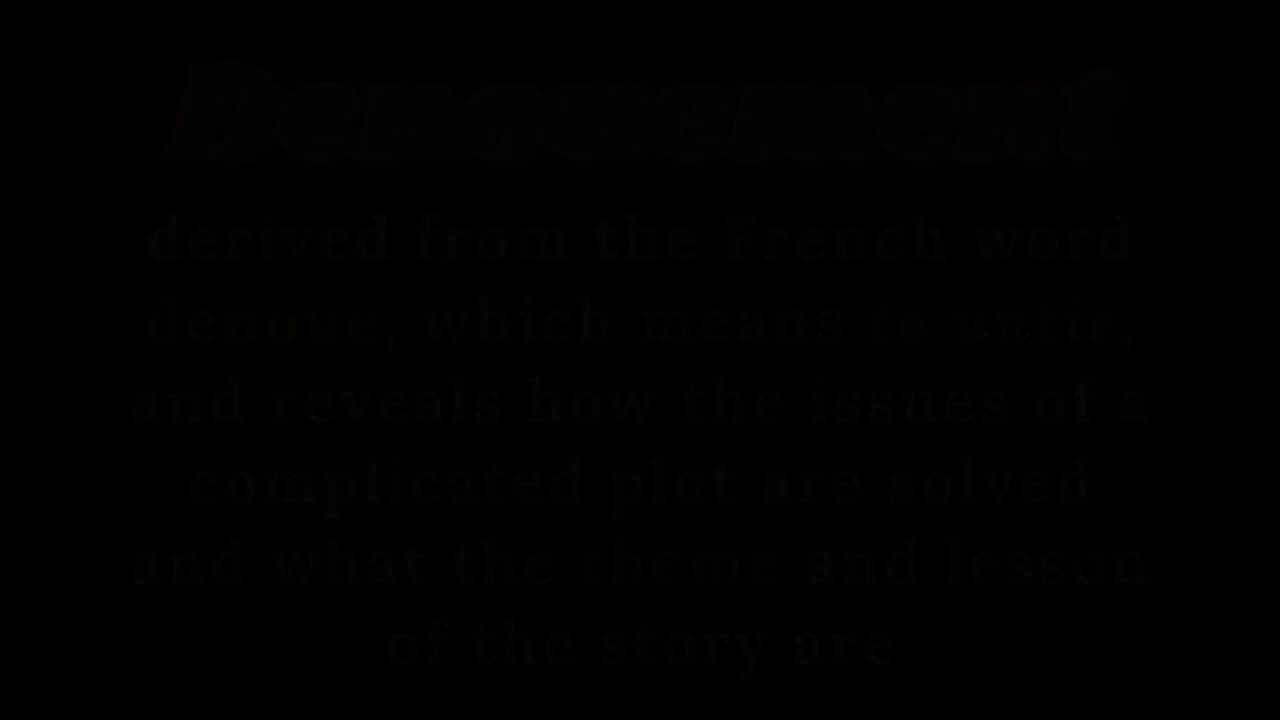 Denouement
derived from the French word
denoue, which means to untie,
and reveals how the issues of a
complicated plot are solved
and what the theme and lesson
of the story are